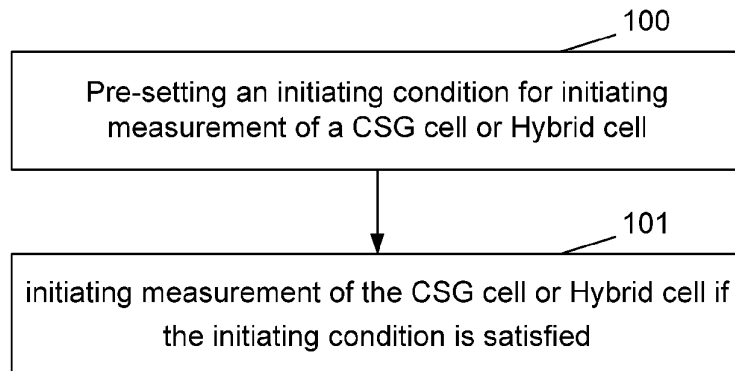 100
Pre-setting an initiating condition for initiating
measurement of a CSG cell or Hybrid cell
101
initiating measurement of the CSG cell or Hybrid cell if
the initiating condition is satisfied